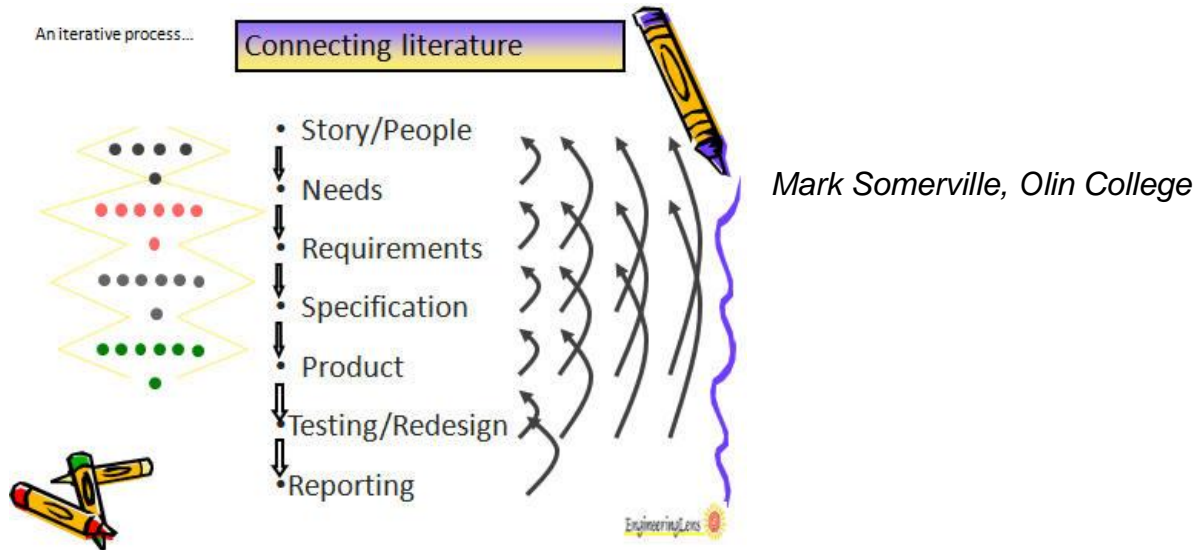 An iterative process...
Connecting literature
• Story/People
• Needs
Mark Somerville, Olin College
• Requirements
• Specification
• Product
•Testing/Redesign
•Reporting
EngineeringLens